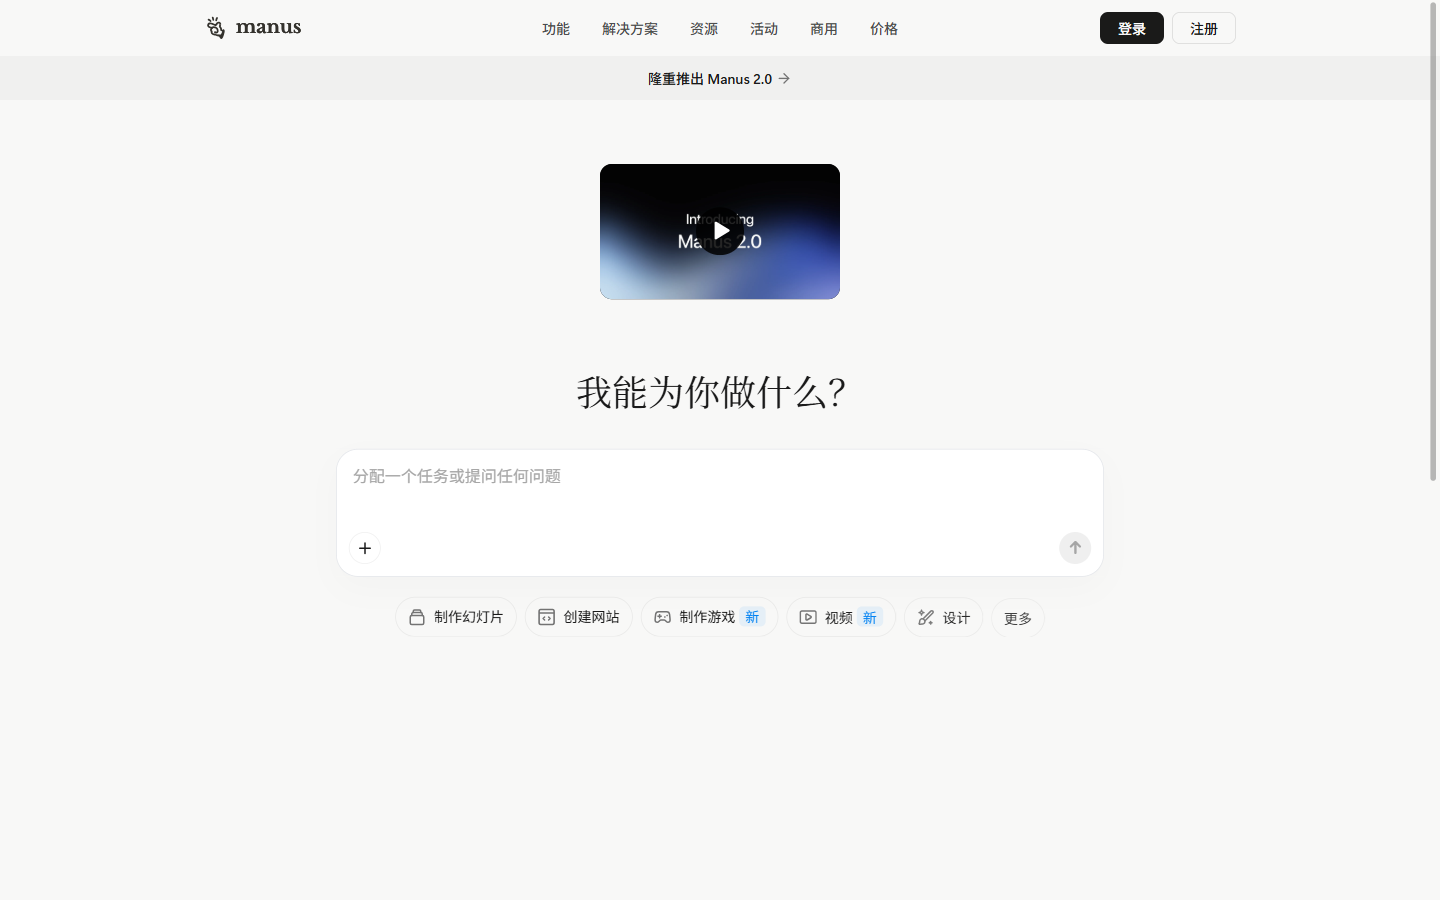 manus
功能
解决方案
资源
活动
商用
价格
登录
注册
隆重推出 Manus 2.0
Introducing
Manus 2.0
我能为你做什么?
分配一个任务或提问任何问题
制作幻灯片
创建网站
制作游戏 新
视频 新
设计
更多